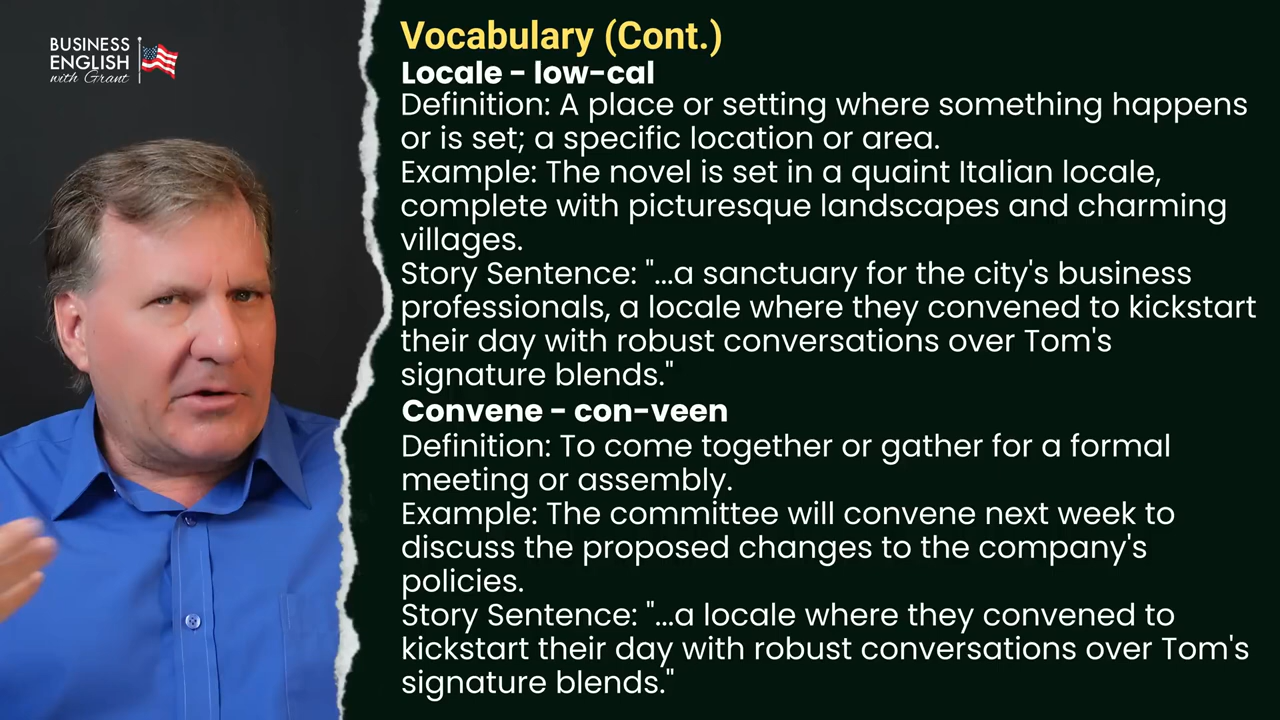 BUSINESS
ENGLISH
with Grant
Vocabulary (Cont.)
Locale - low-cal
Definition: A place or setting where something happens
or is set; a specific location or area.
Example: The novel is set in a quaint Italian locale,
complete with picturesque landscapes and charming
villages.
Story Sentence: "...a sanctuary for the city's business
professionals, a locale where they convened to kickstart
their day with robust conversations over Tom's
signature blends."
Convene - con-veen
Definition: To come together or gather for a formal
meeting or assembly.
Example: The committee will convene next week to
discuss the proposed changes to the company's
policies.
Story Sentence: "...a locale where they convened to
kickstart their day with robust conversations over Tom's
signature blends."